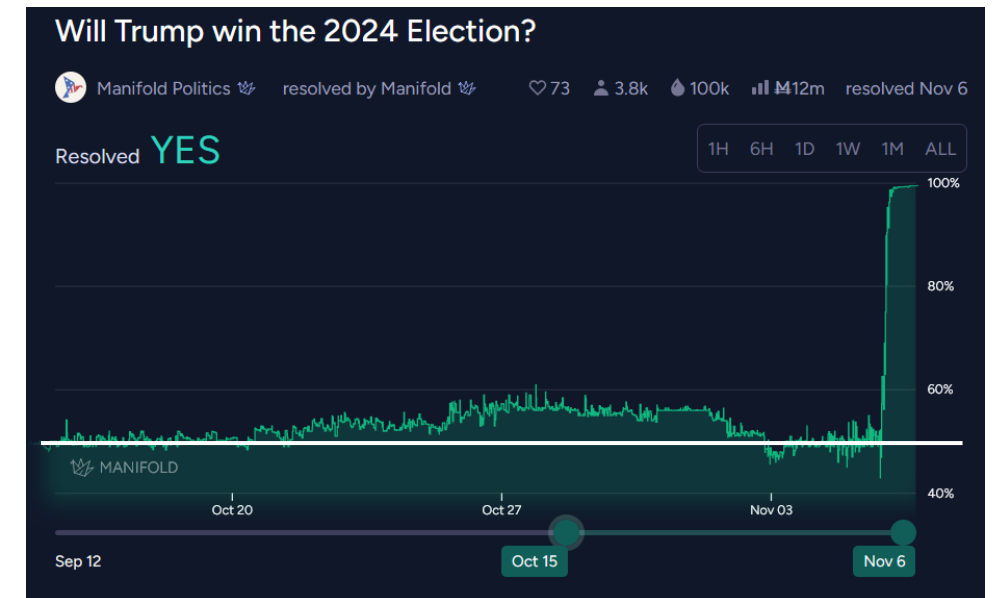 Will Trump win the 2024 Election?
Manifold Politics resolved by Manifold 73 3.8k 100k Ṁ12m resolved Nov 6
Resolved YES
1H 6H 1D 1W 1M ALL
100%
80%
60%
MANIFOLD
40%
Oct 20 Oct 27 Nov 03
Sep 12 Oct 15 Nov 6